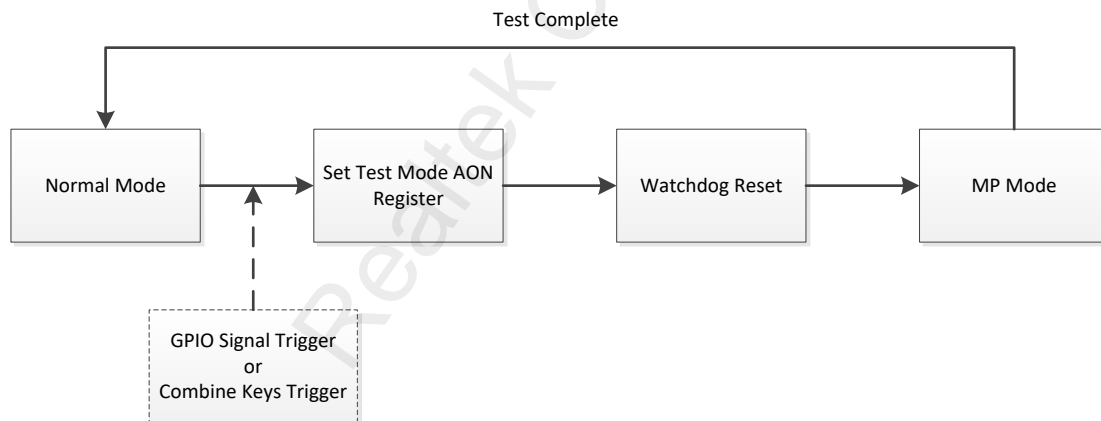 Test Complete
Normal Mode
Set Test Mode AON
Register
Watchdog Reset
MP Mode
GPIO Signal Trigger
or
Combine Keys Trigger
Realtek